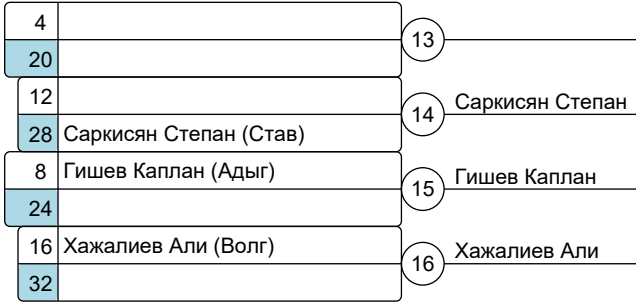 4
13
20
12
14 Саркисян Степан
28 Саркисян Степан (Став)
8 Гишев Каплан (Адыг)
15 Гишев Каплан
24
16 Хажалиев Али (Волг)
16 Хажалиев Али
32